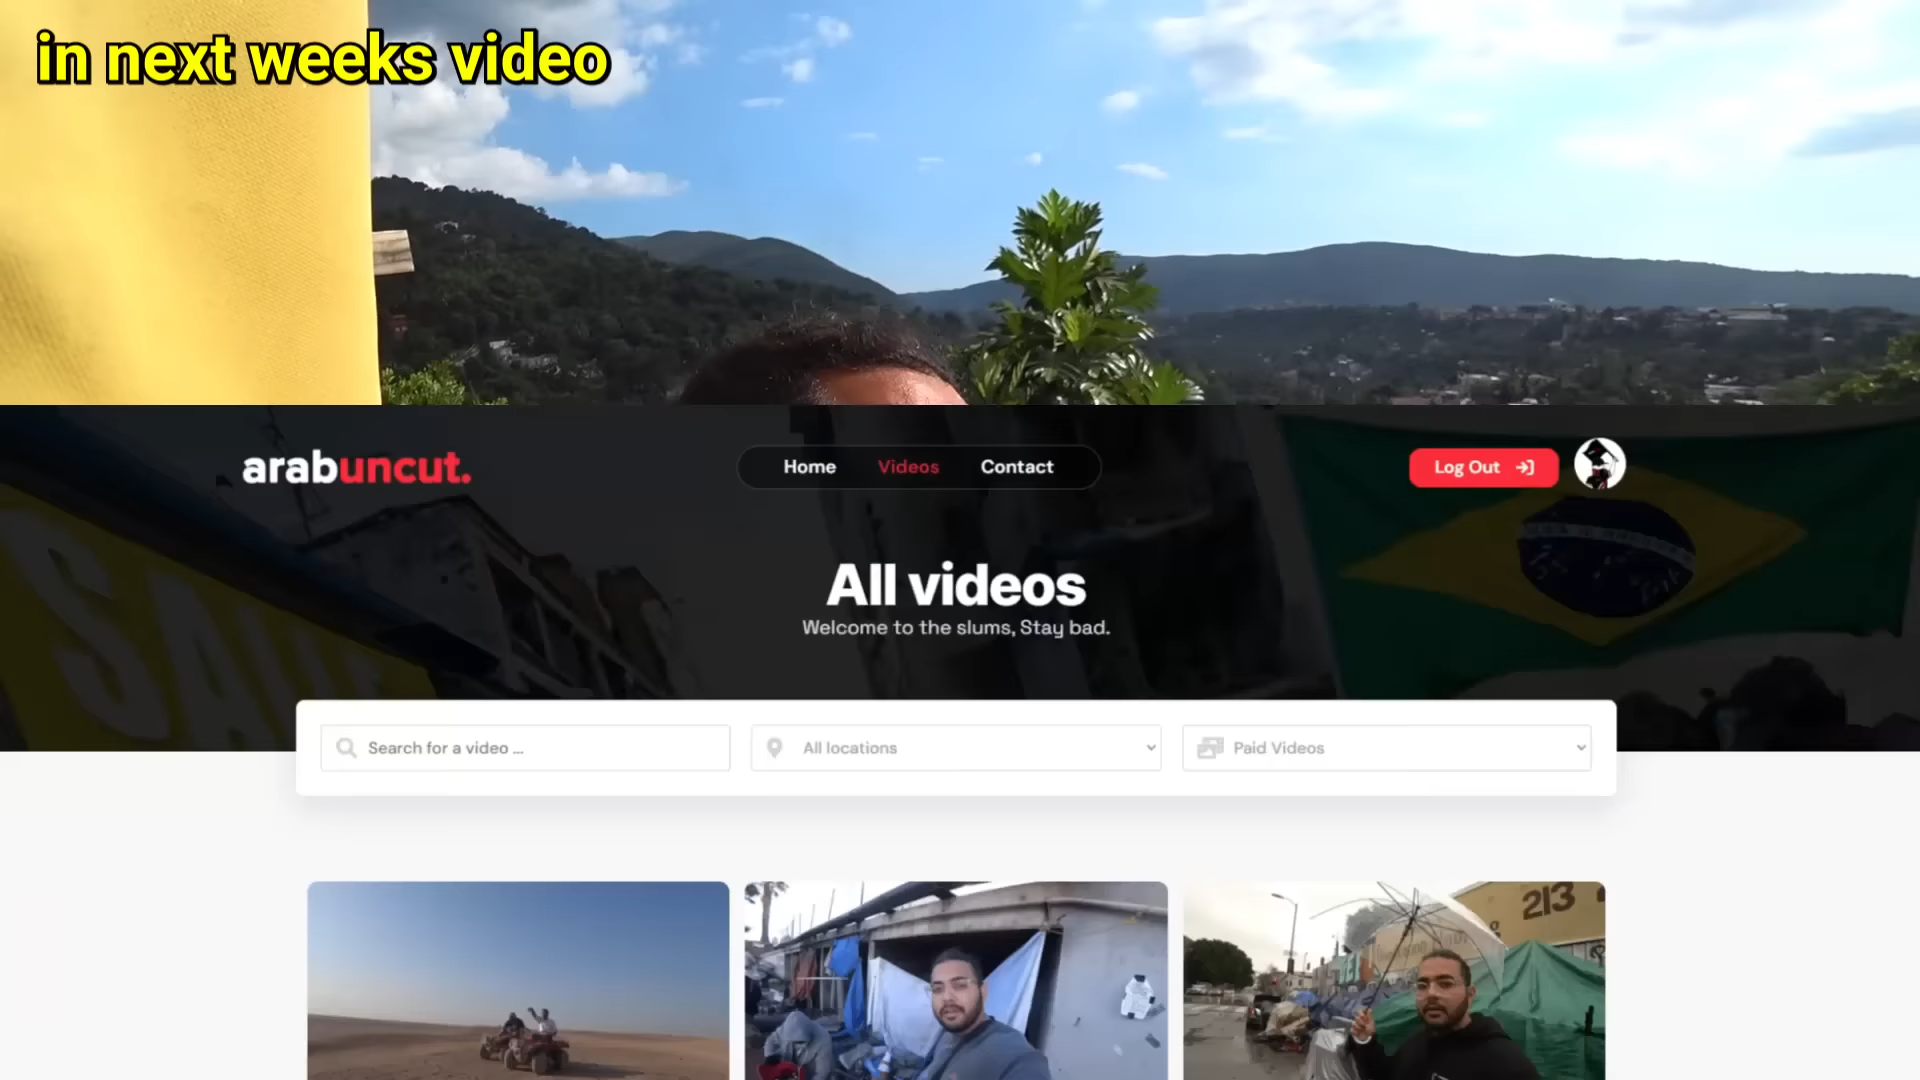 in next weeks video
arabuncut.
Home
Videos
Contact
Log Out
All videos
Welcome to the slums, Stay bad.
Search for a video ...
All locations
Paid Videos
213